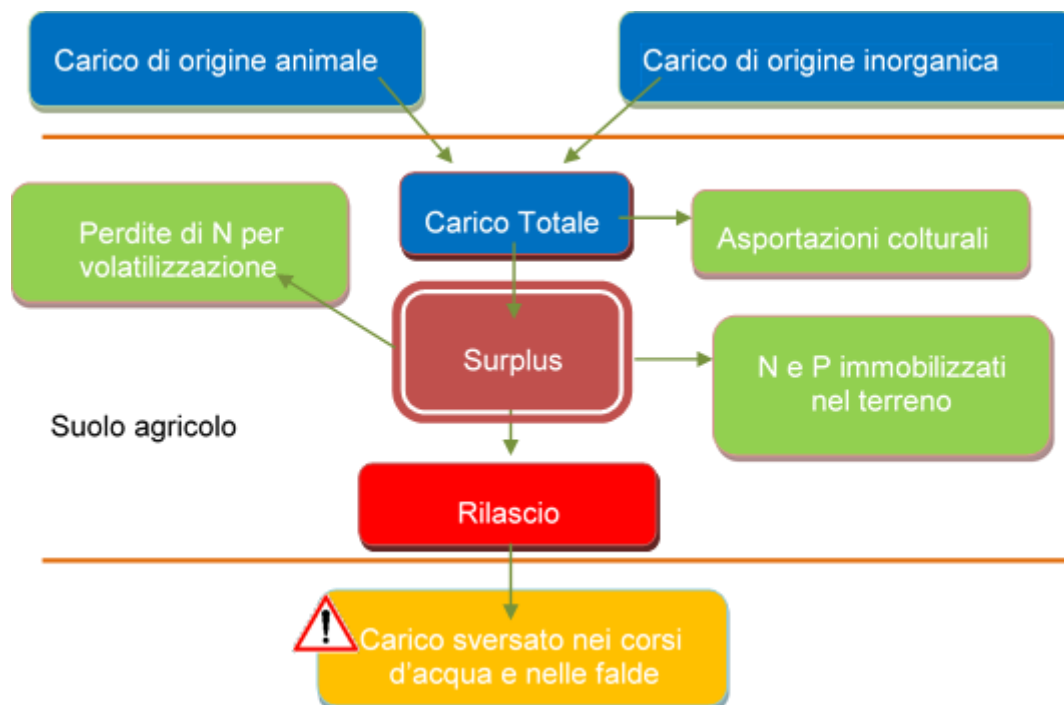 Carico di origine animale
Carico di origine inorganica
Carico Totale
Perdite di N per
volatilizzazione
Asportazioni colturali
Surplus
N e P immobilizzati
nel terreno
Suolo agricolo
Rilascio
Carico sversato nei corsi
d'acqua e nelle falde